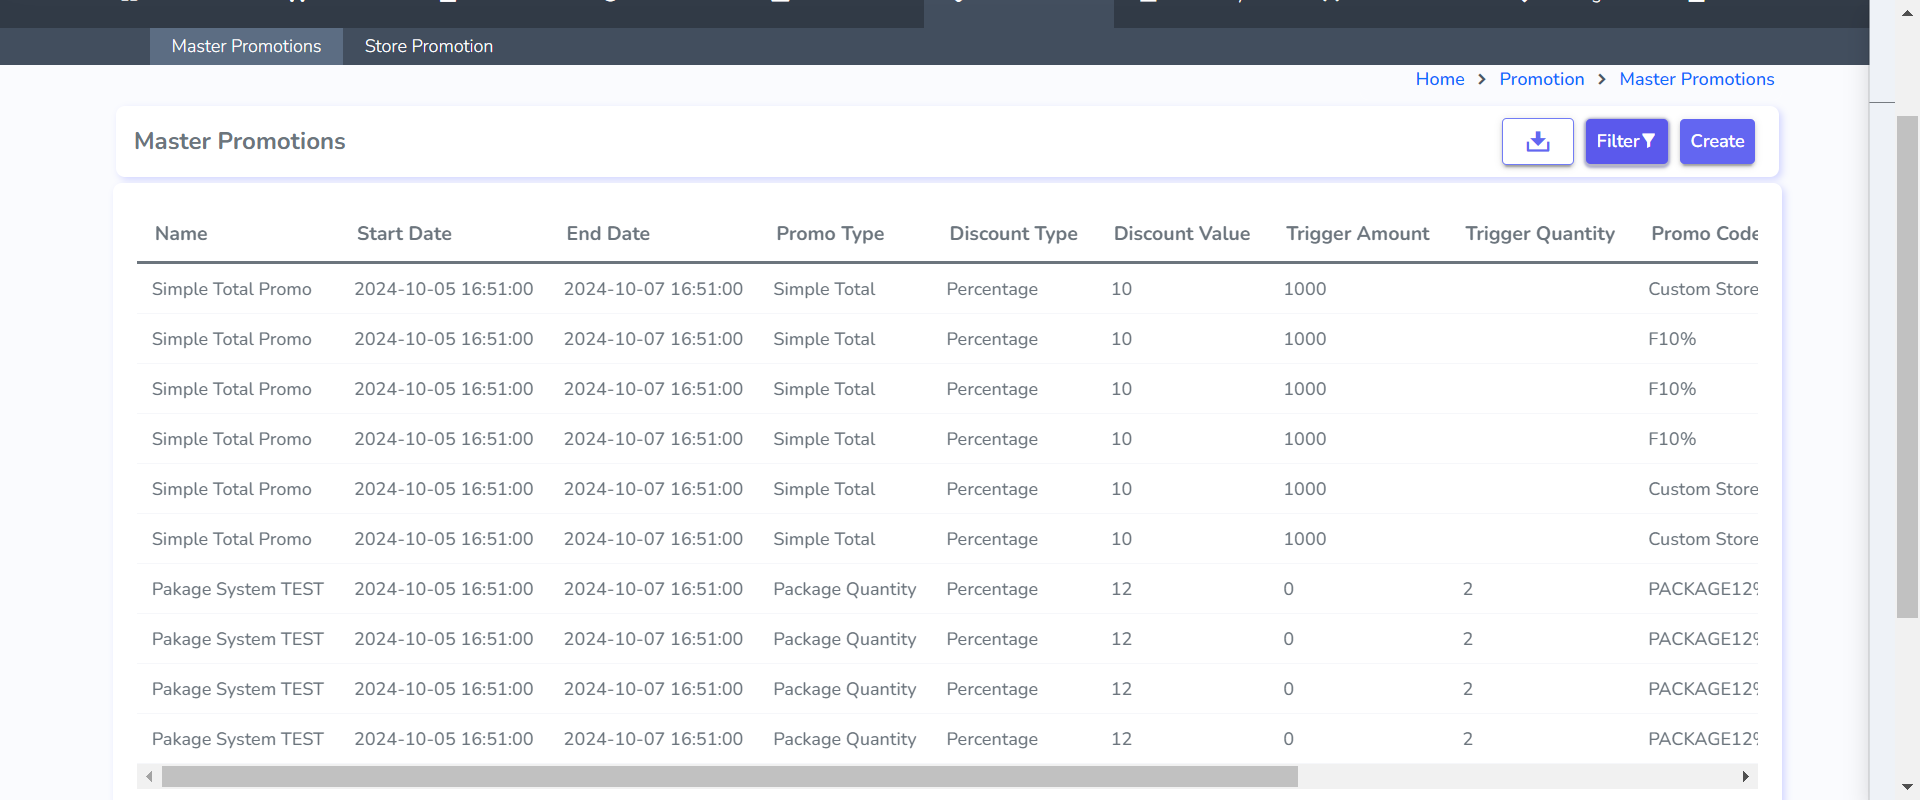 Master Promotions Store Promotion
Home > Promotion > Master Promotions
Master Promotions Filter Create
Name Start Date End Date Promo Type Discount Type Discount Value Trigger Amount Trigger Quantity Promo Code
Simple Total Promo 2024-10-05 16:51:00 2024-10-07 16:51:00 Simple Total Percentage 10 1000 Custom Store
Simple Total Promo 2024-10-05 16:51:00 2024-10-07 16:51:00 Simple Total Percentage 10 1000 F10%
Simple Total Promo 2024-10-05 16:51:00 2024-10-07 16:51:00 Simple Total Percentage 10 1000 F10%
Simple Total Promo 2024-10-05 16:51:00 2024-10-07 16:51:00 Simple Total Percentage 10 1000 F10%
Simple Total Promo 2024-10-05 16:51:00 2024-10-07 16:51:00 Simple Total Percentage 10 1000 Custom Store
Simple Total Promo 2024-10-05 16:51:00 2024-10-07 16:51:00 Simple Total Percentage 10 1000 Custom Store
Pakage System TEST 2024-10-05 16:51:00 2024-10-07 16:51:00 Package Quantity Percentage 12 0 2 PACKAGE12%
Pakage System TEST 2024-10-05 16:51:00 2024-10-07 16:51:00 Package Quantity Percentage 12 0 2 PACKAGE12%
Pakage System TEST 2024-10-05 16:51:00 2024-10-07 16:51:00 Package Quantity Percentage 12 0 2 PACKAGE12%
Pakage System TEST 2024-10-05 16:51:00 2024-10-07 16:51:00 Package Quantity Percentage 12 0 2 PACKAGE12%